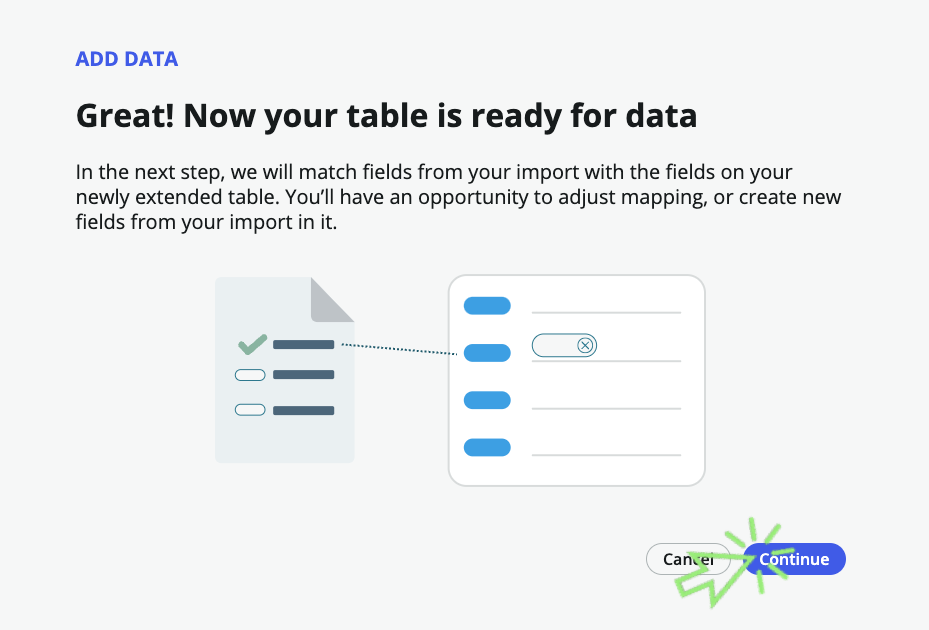 ADD DATA
Great! Now your table is ready for data
In the next step, we will match fields from your import with the fields on your
newly extended table. You’ll have an opportunity to adjust mapping, or create new
fields from your import in it.
Cancel
Continue